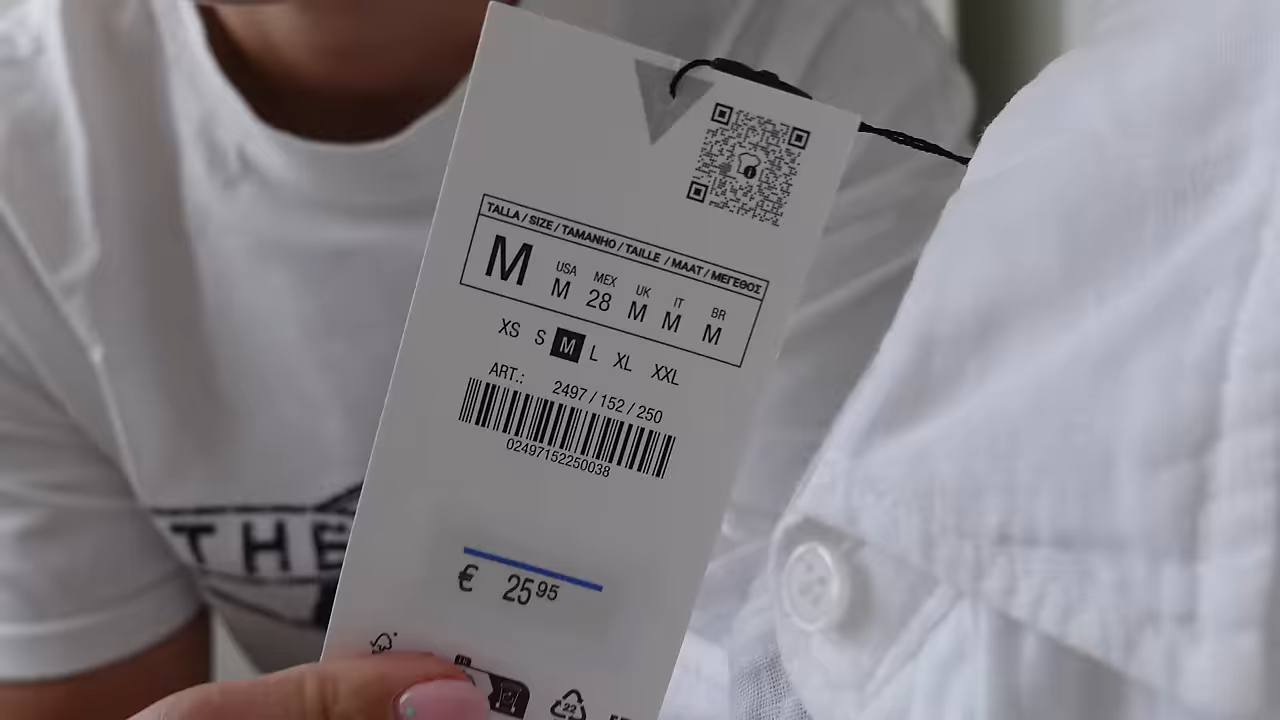 TALLA / SIZE / TAMANHO / TAILLE / MAAT / ΜΕΓΕΘΟΣ
M USA MEX UK IT BR
M 28 M M M
XS S M L XL XXL
ART.: 2497 / 152 / 250
02497152250038
€ 25 95
22
THE